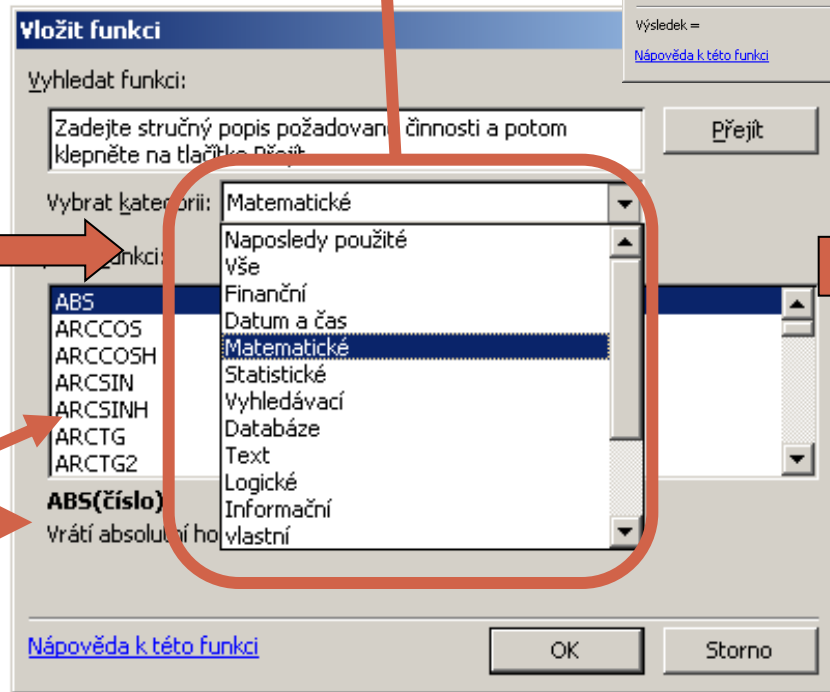 Výsledek =
Nápověda k této funkci
Vložit funkci
Vyhledat funkci:
Zadejte stručný popis požadované činnosti a potom
klepněte na tlačítko Přejít
Přejít
Vybrat kategorii: Matematické
Naposledy použité
Vše
Finanční
Datum a čas
Matematické
Statistické
Vyhledávací
Databáze
Text
Logické
Informační
vlastní
funkci:
ABS
ARCCOS
ARCCOSH
ARCSIN
ARCSINH
ARCTG
ARCTG2
ABS(číslo)
Vrátí absolutní ho
Nápověda k této funkci
OK
Storno